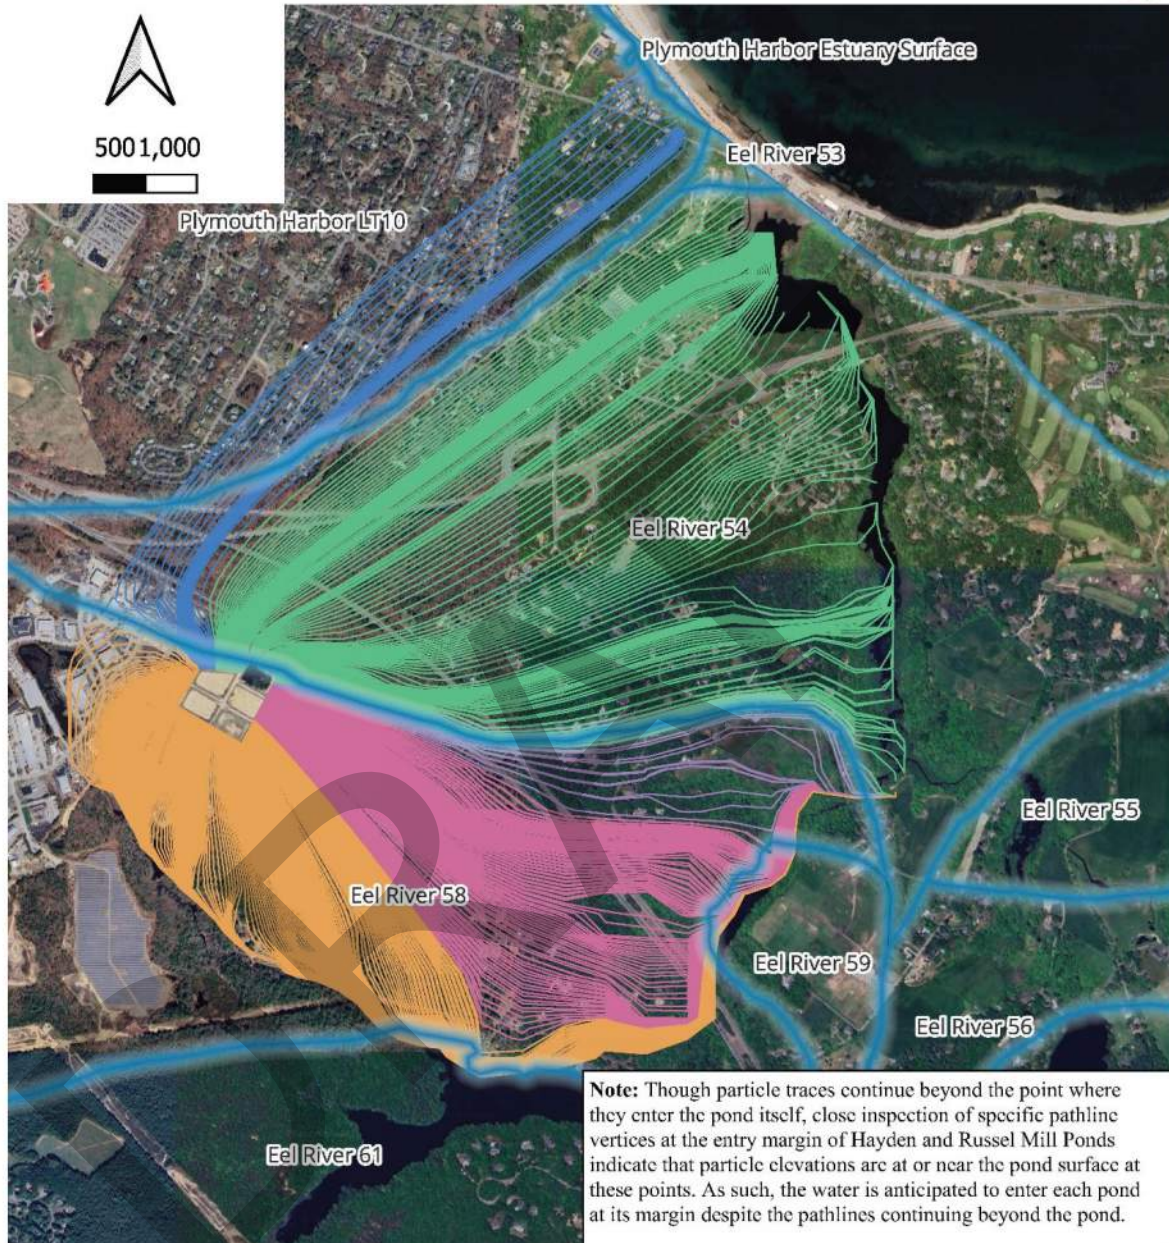 5001,000
Plymouth Harbor Estuary Surface
Eel River 53
Plymouth Harbor LT10
Eel River 54
Eel River 55
Eel River 58
Eel River 59
Eel River 56
Eel River 61
Note: Though particle traces continue beyond the point where
they enter the pond itself, close inspection of specific pathline
vertices at the entry margin of Hayden and Russel Mill Ponds
indicate that particle elevations are at or near the pond surface at
these points. As such, the water is anticipated to enter each pond
at its margin despite the pathlines continuing beyond the pond.
DRAFT